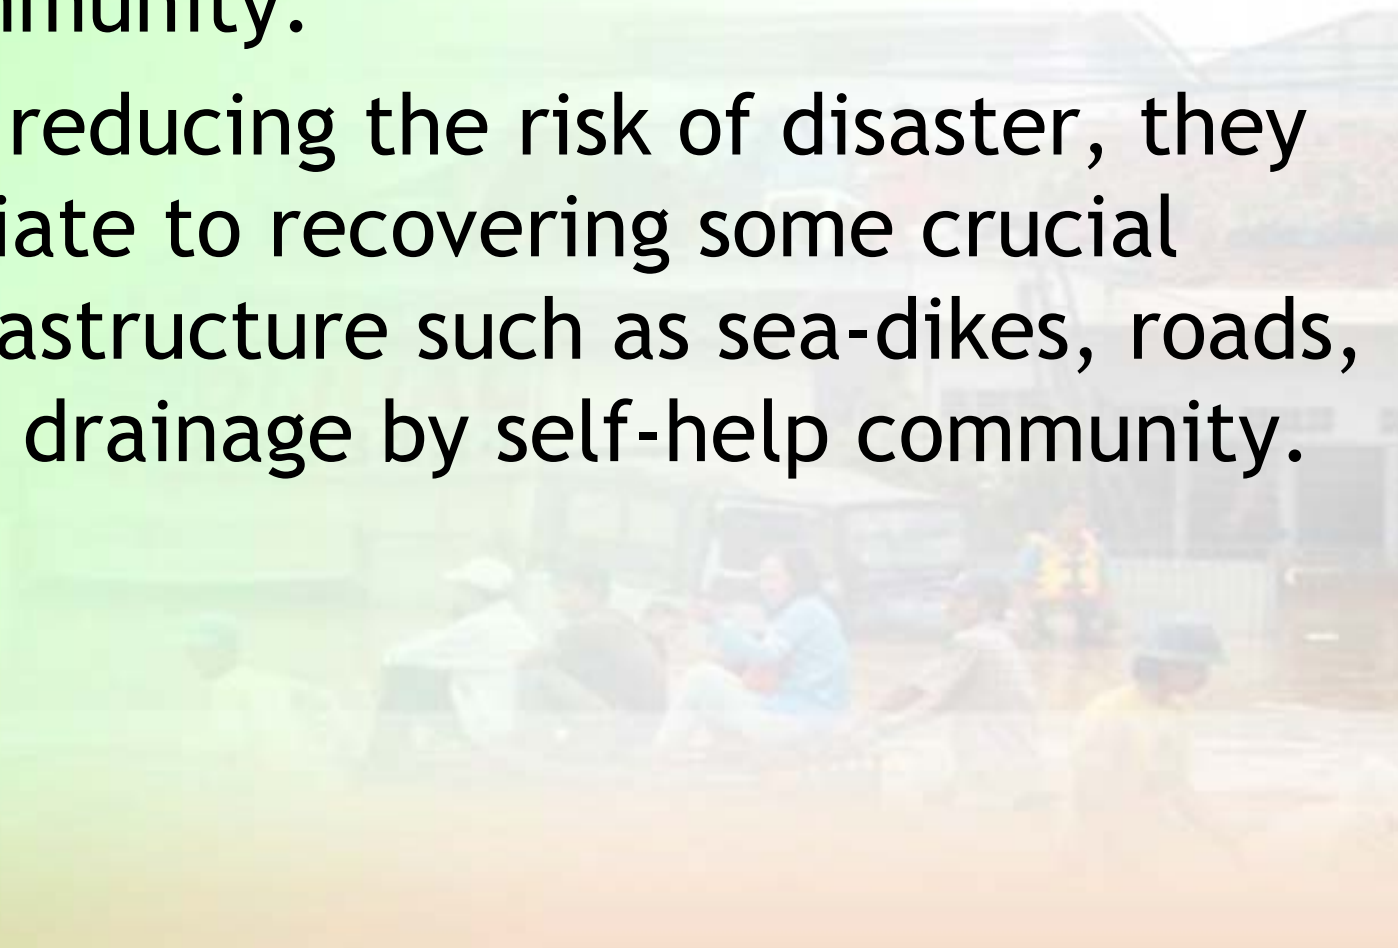 mmunity.
reducing the risk of disaster, they
iate to recovering some crucial
astructure such as sea-dikes, roads,
drainage by self-help community.